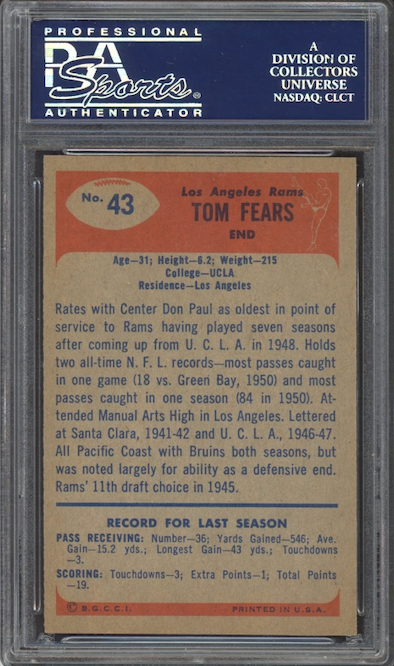 PROFESSIONAL
PSA
Sports®
AUTHENTICATOR
A
DIVISION OF
COLLECTORS
UNIVERSE
NASDAQ: CLCT
No. 43
Los Angeles Rams
TOM FEARS
END
Age—31; Height—6.2; Weight—215
College—UCLA
Residence—Los Angeles
Rates with Center Don Paul as oldest in point of
service to Rams having played seven seasons
after coming up from U. C. L. A. in 1948. Holds
two all-time N. F. L. records—most passes caught
in one game (18 vs. Green Bay, 1950) and most
passes caught in one season (84 in 1950). At-
tended Manual Arts High in Los Angeles. Lettered
at Santa Clara, 1941-42 and U. C. L. A., 1946-47.
All Pacific Coast with Bruins both seasons, but
was noted largely for ability as a defensive end.
Rams' 11th draft choice in 1945.
RECORD FOR LAST SEASON
PASS RECEIVING: Number—36; Yards Gained—546; Ave.
Gain—15.2 yds.; Longest Gain—43 yds.; Touchdowns
—3.
SCORING: Touchdowns—3; Extra Points—1; Total Points
—19.
© B.G.C.C.I.
PRINTED IN U.S.A.